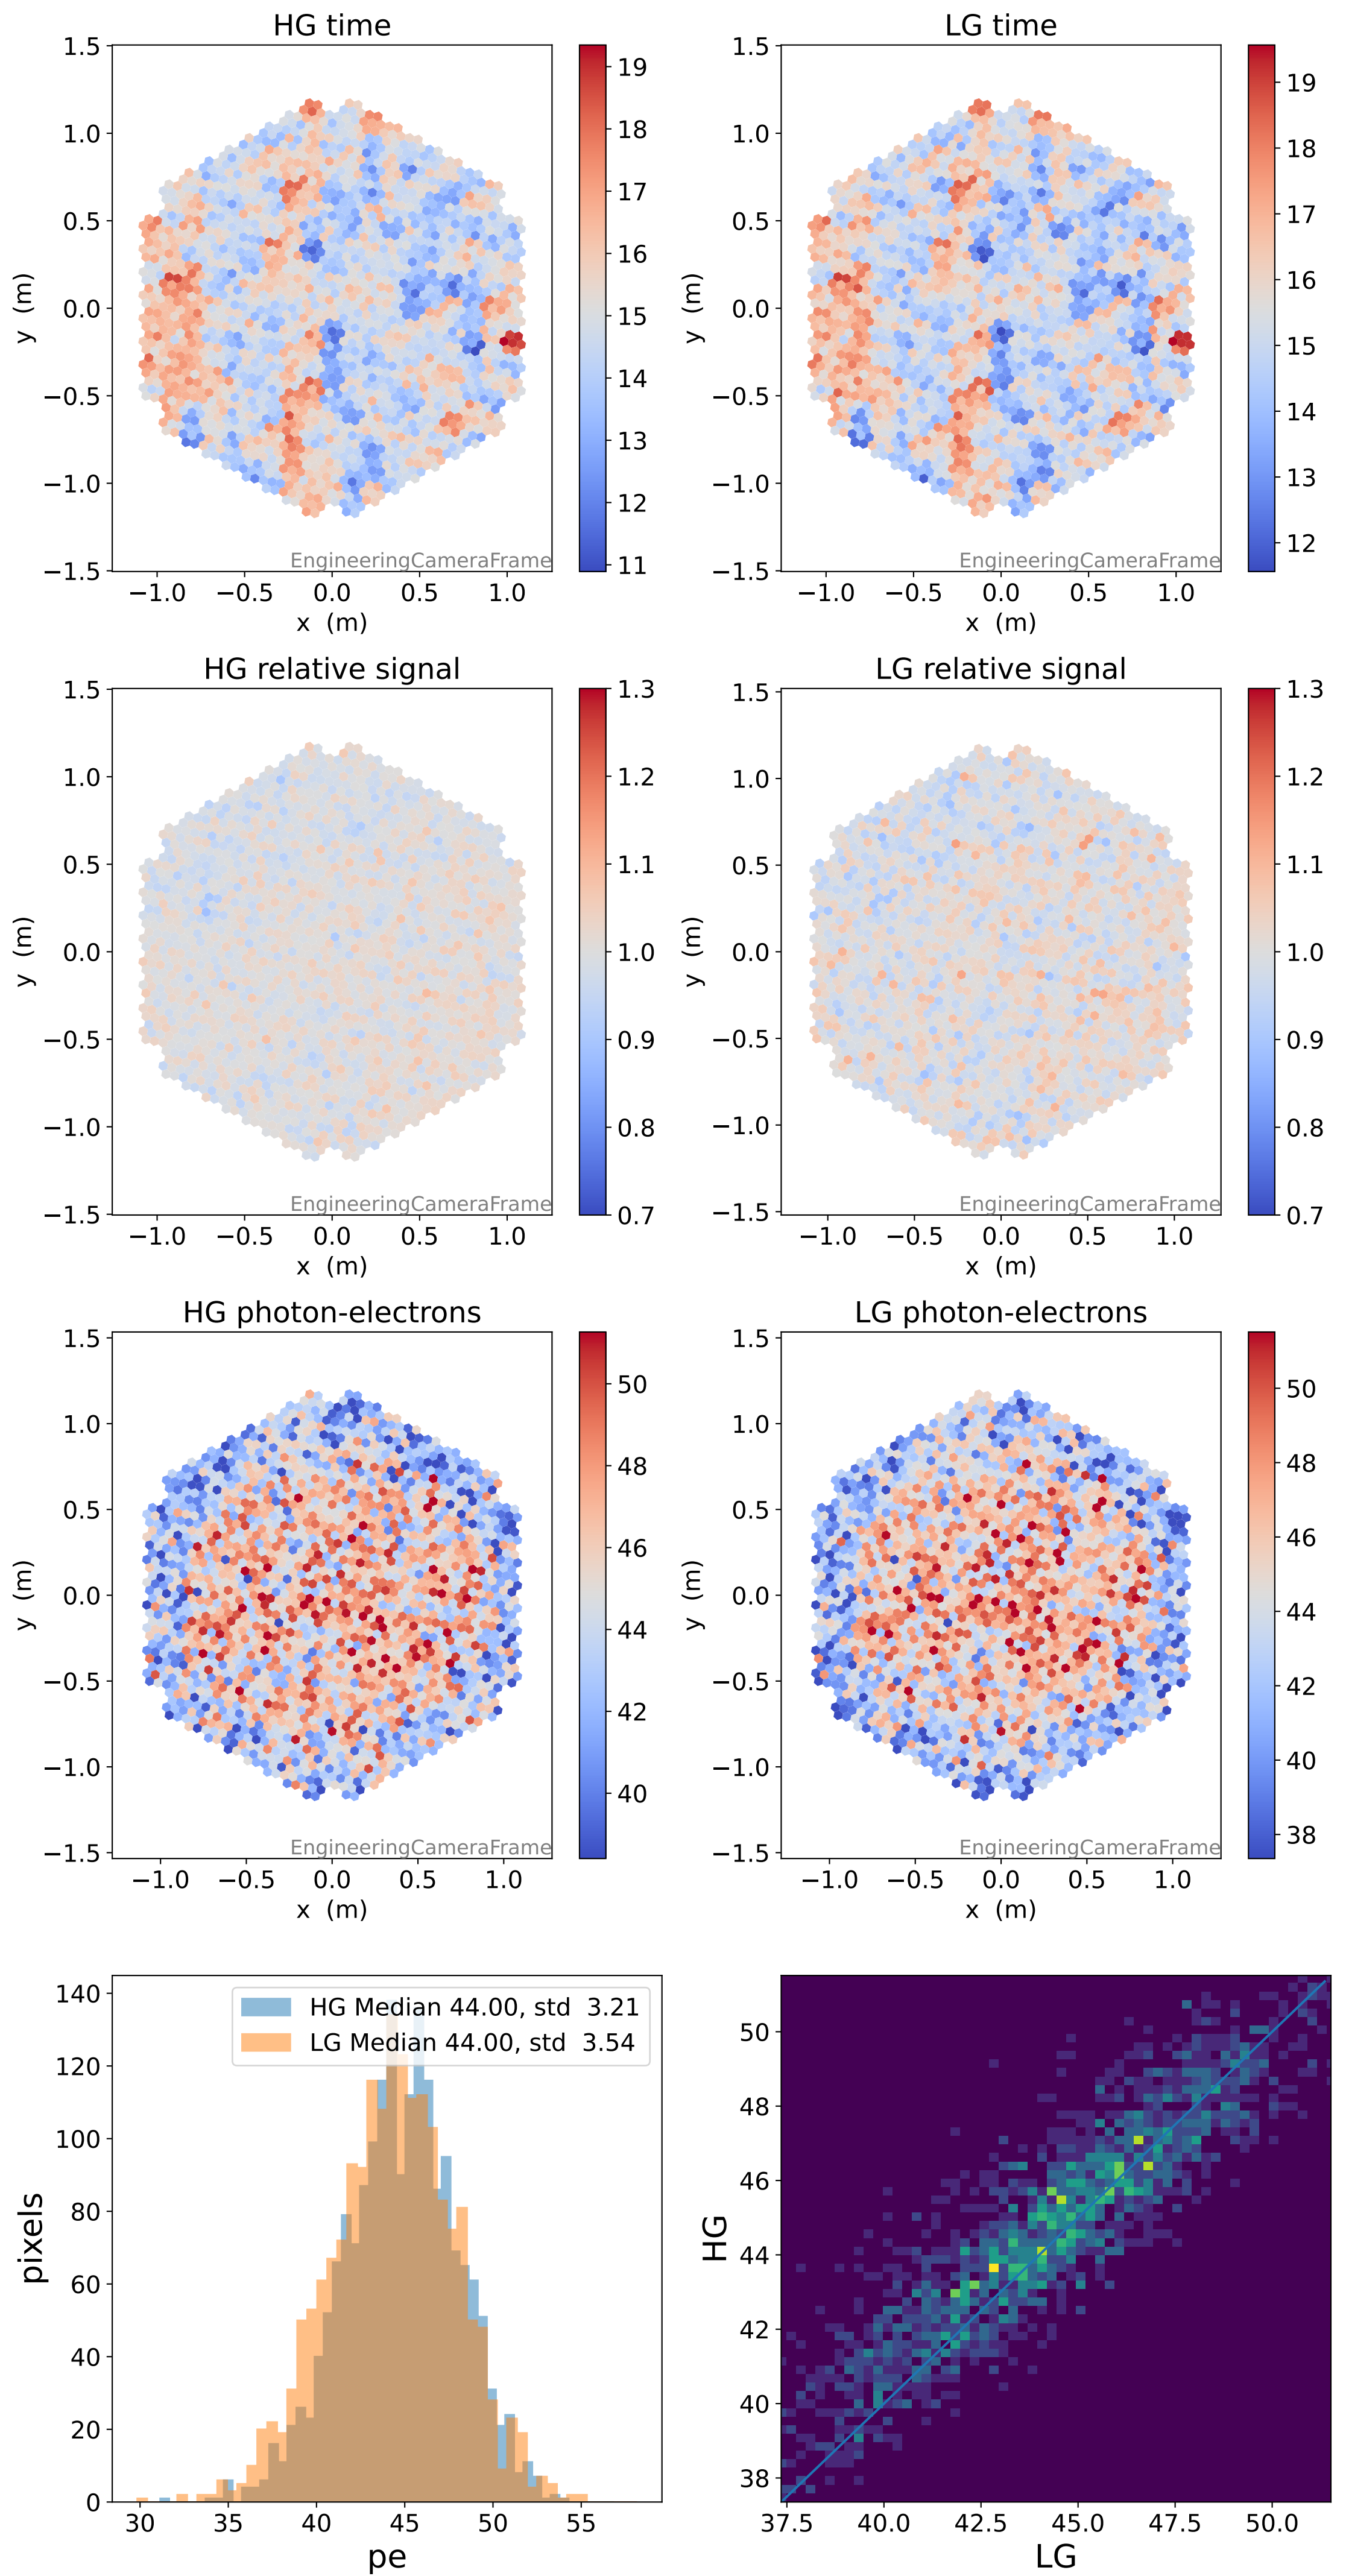 HG time
LG time
1.5
1.0
0.5
0.0
−0.5
−1.0
−1.5
y (m)
−1.0 −0.5 0.0 0.5 1.0
x (m)
EngineeringCameraFrame
19
18
17
16
15
14
13
12
11
1.5
1.0
0.5
0.0
−0.5
−1.0
−1.5
y (m)
−1.0 −0.5 0.0 0.5 1.0
x (m)
EngineeringCameraFrame
19
18
17
16
15
14
13
12
HG relative signal
LG relative signal
1.5
1.0
0.5
0.0
−0.5
−1.0
−1.5
y (m)
−1.0 −0.5 0.0 0.5 1.0
x (m)
EngineeringCameraFrame
1.3
1.2
1.1
1.0
0.9
0.8
0.7
1.5
1.0
0.5
0.0
−0.5
−1.0
−1.5
y (m)
−1.0 −0.5 0.0 0.5 1.0
x (m)
EngineeringCameraFrame
1.3
1.2
1.1
1.0
0.9
0.8
0.7
HG photon-electrons
LG photon-electrons
1.5
1.0
0.5
0.0
−0.5
−1.0
−1.5
y (m)
−1.0 −0.5 0.0 0.5 1.0
x (m)
EngineeringCameraFrame
50
48
46
44
42
40
1.5
1.0
0.5
0.0
−0.5
−1.0
−1.5
y (m)
−1.0 −0.5 0.0 0.5 1.0
x (m)
EngineeringCameraFrame
50
48
46
44
42
40
38
HG Median 44.00, std 3.21
LG Median 44.00, std 3.54
140
120
100
80
60
40
20
0
pixels
30 35 40 45 50 55
pe
50
48
46
44
42
40
38
HG
37.5 40.0 42.5 45.0 47.5 50.0
LG